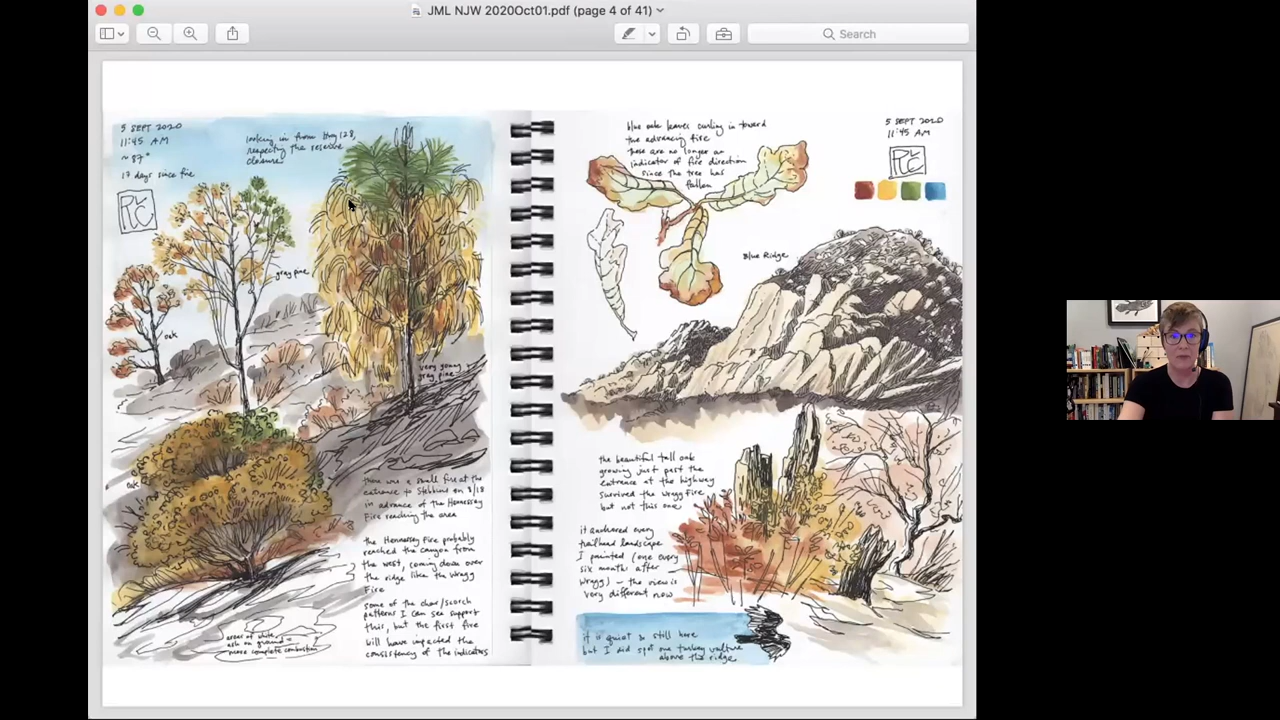 JML NJW 2020Oct01.pdf (page 4 of 41)
Search
5 SEPT 2020
11:45 AM
~87°
17 days since fire
looking in from Hwy 128,
respecting the reserve
closure
PLC
gray pine
oak
very young
gray pine
oak
there was a small fire at the
entrance to Stebbins on 8/18
in advance of the Hennessey
Fire reaching the area
the Hennessey Fire probably
reached the canyon from
the west, coming down over
the ridge like the Wragg
Fire
some of the char/scorch
patterns I can see support
this, but the first fire
will have impacted the
consistency of the indicators
areas of white
ash on ground =
more complete combustion
blue oak leaves curling in toward
the advancing fire
these are no longer an
indicator of fire direction
since the tree has
fallen
5 SEPT 2020
11:45 AM
PLC
Blue Ridge
the beautiful tall oak
growing just past the
entrance at the highway
survived the Wragg Fire
but not this one
it anchored every
trailhead landscape
I painted (one every
six months after
Wragg) – the view is
very different now
it is quiet & still here
but I did spot one turkey vulture
above the ridge